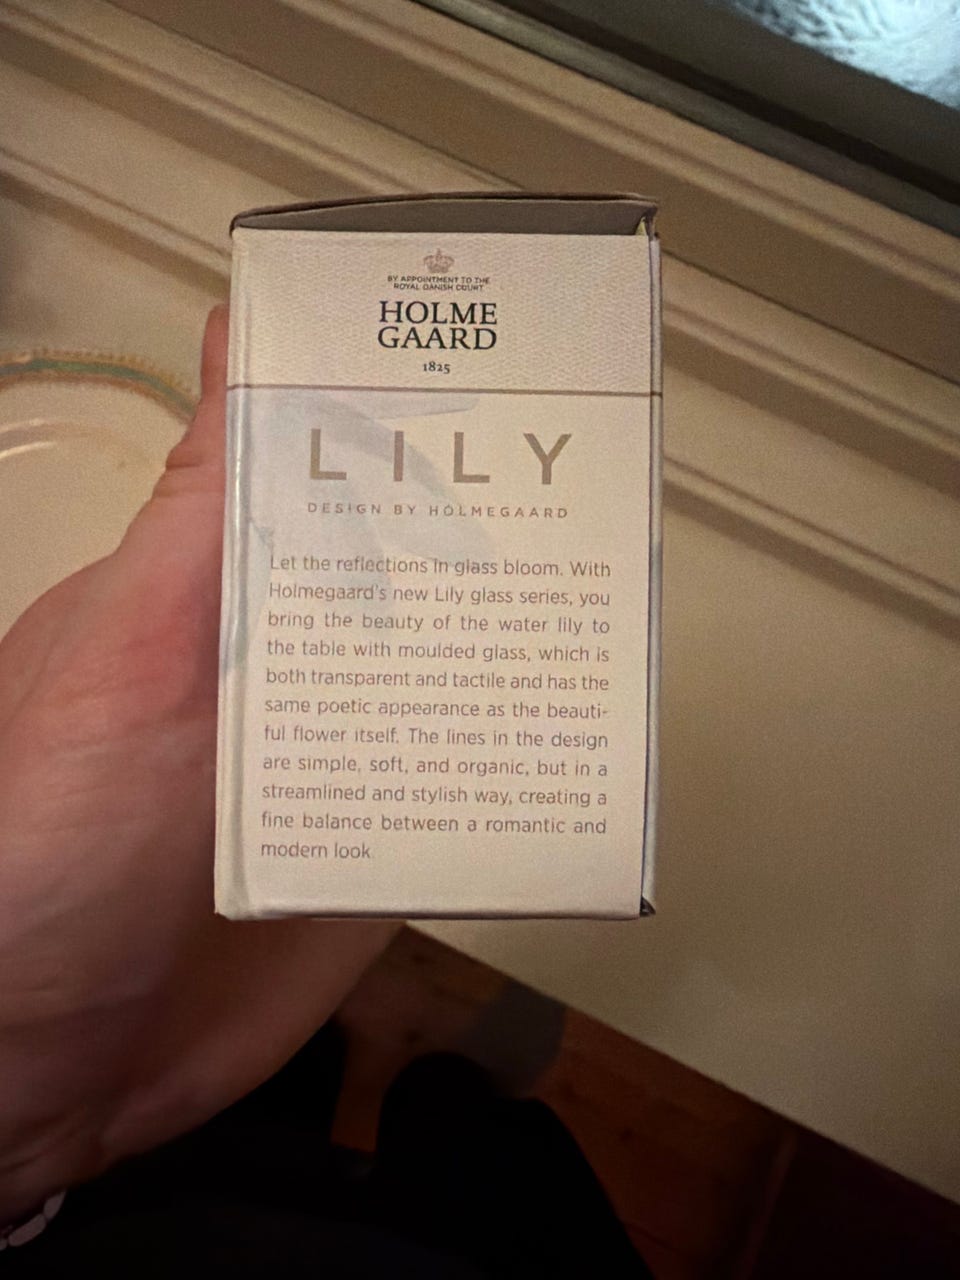 BY APPOINTMENT TO THE
ROYAL DANISH COURT
HOLME
GAARD
1825
LILY
DESIGN BY HOLMEGAARD
Let the reflections in glass bloom. With
Holmegaard's new Lily glass series, you
bring the beauty of the water lily to
the table with moulded glass, which is
both transparent and tactile and has the
same poetic appearance as the beauti-
ful flower itself. The lines in the design
are simple, soft, and organic, but in a
streamlined and stylish way, creating a
fine balance between a romantic and
modern look.